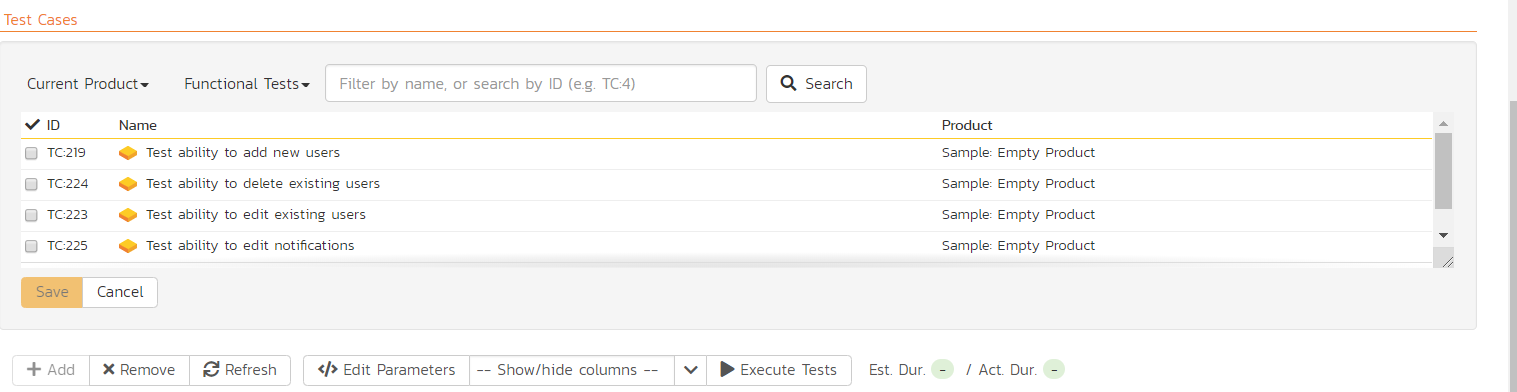 Test Cases
Current Product Functional Tests Filter by name, or search by ID (e.g. TC:4) Search
ID Name Product
TC:219 Test ability to add new users Sample: Empty Product
TC:224 Test ability to delete existing users Sample: Empty Product
TC:223 Test ability to edit existing users Sample: Empty Product
TC:225 Test ability to edit notifications Sample: Empty Product
Save Cancel
Add Remove Refresh Edit Parameters -- Show/hide columns -- Execute Tests Est. Dur. - / Act. Dur. -